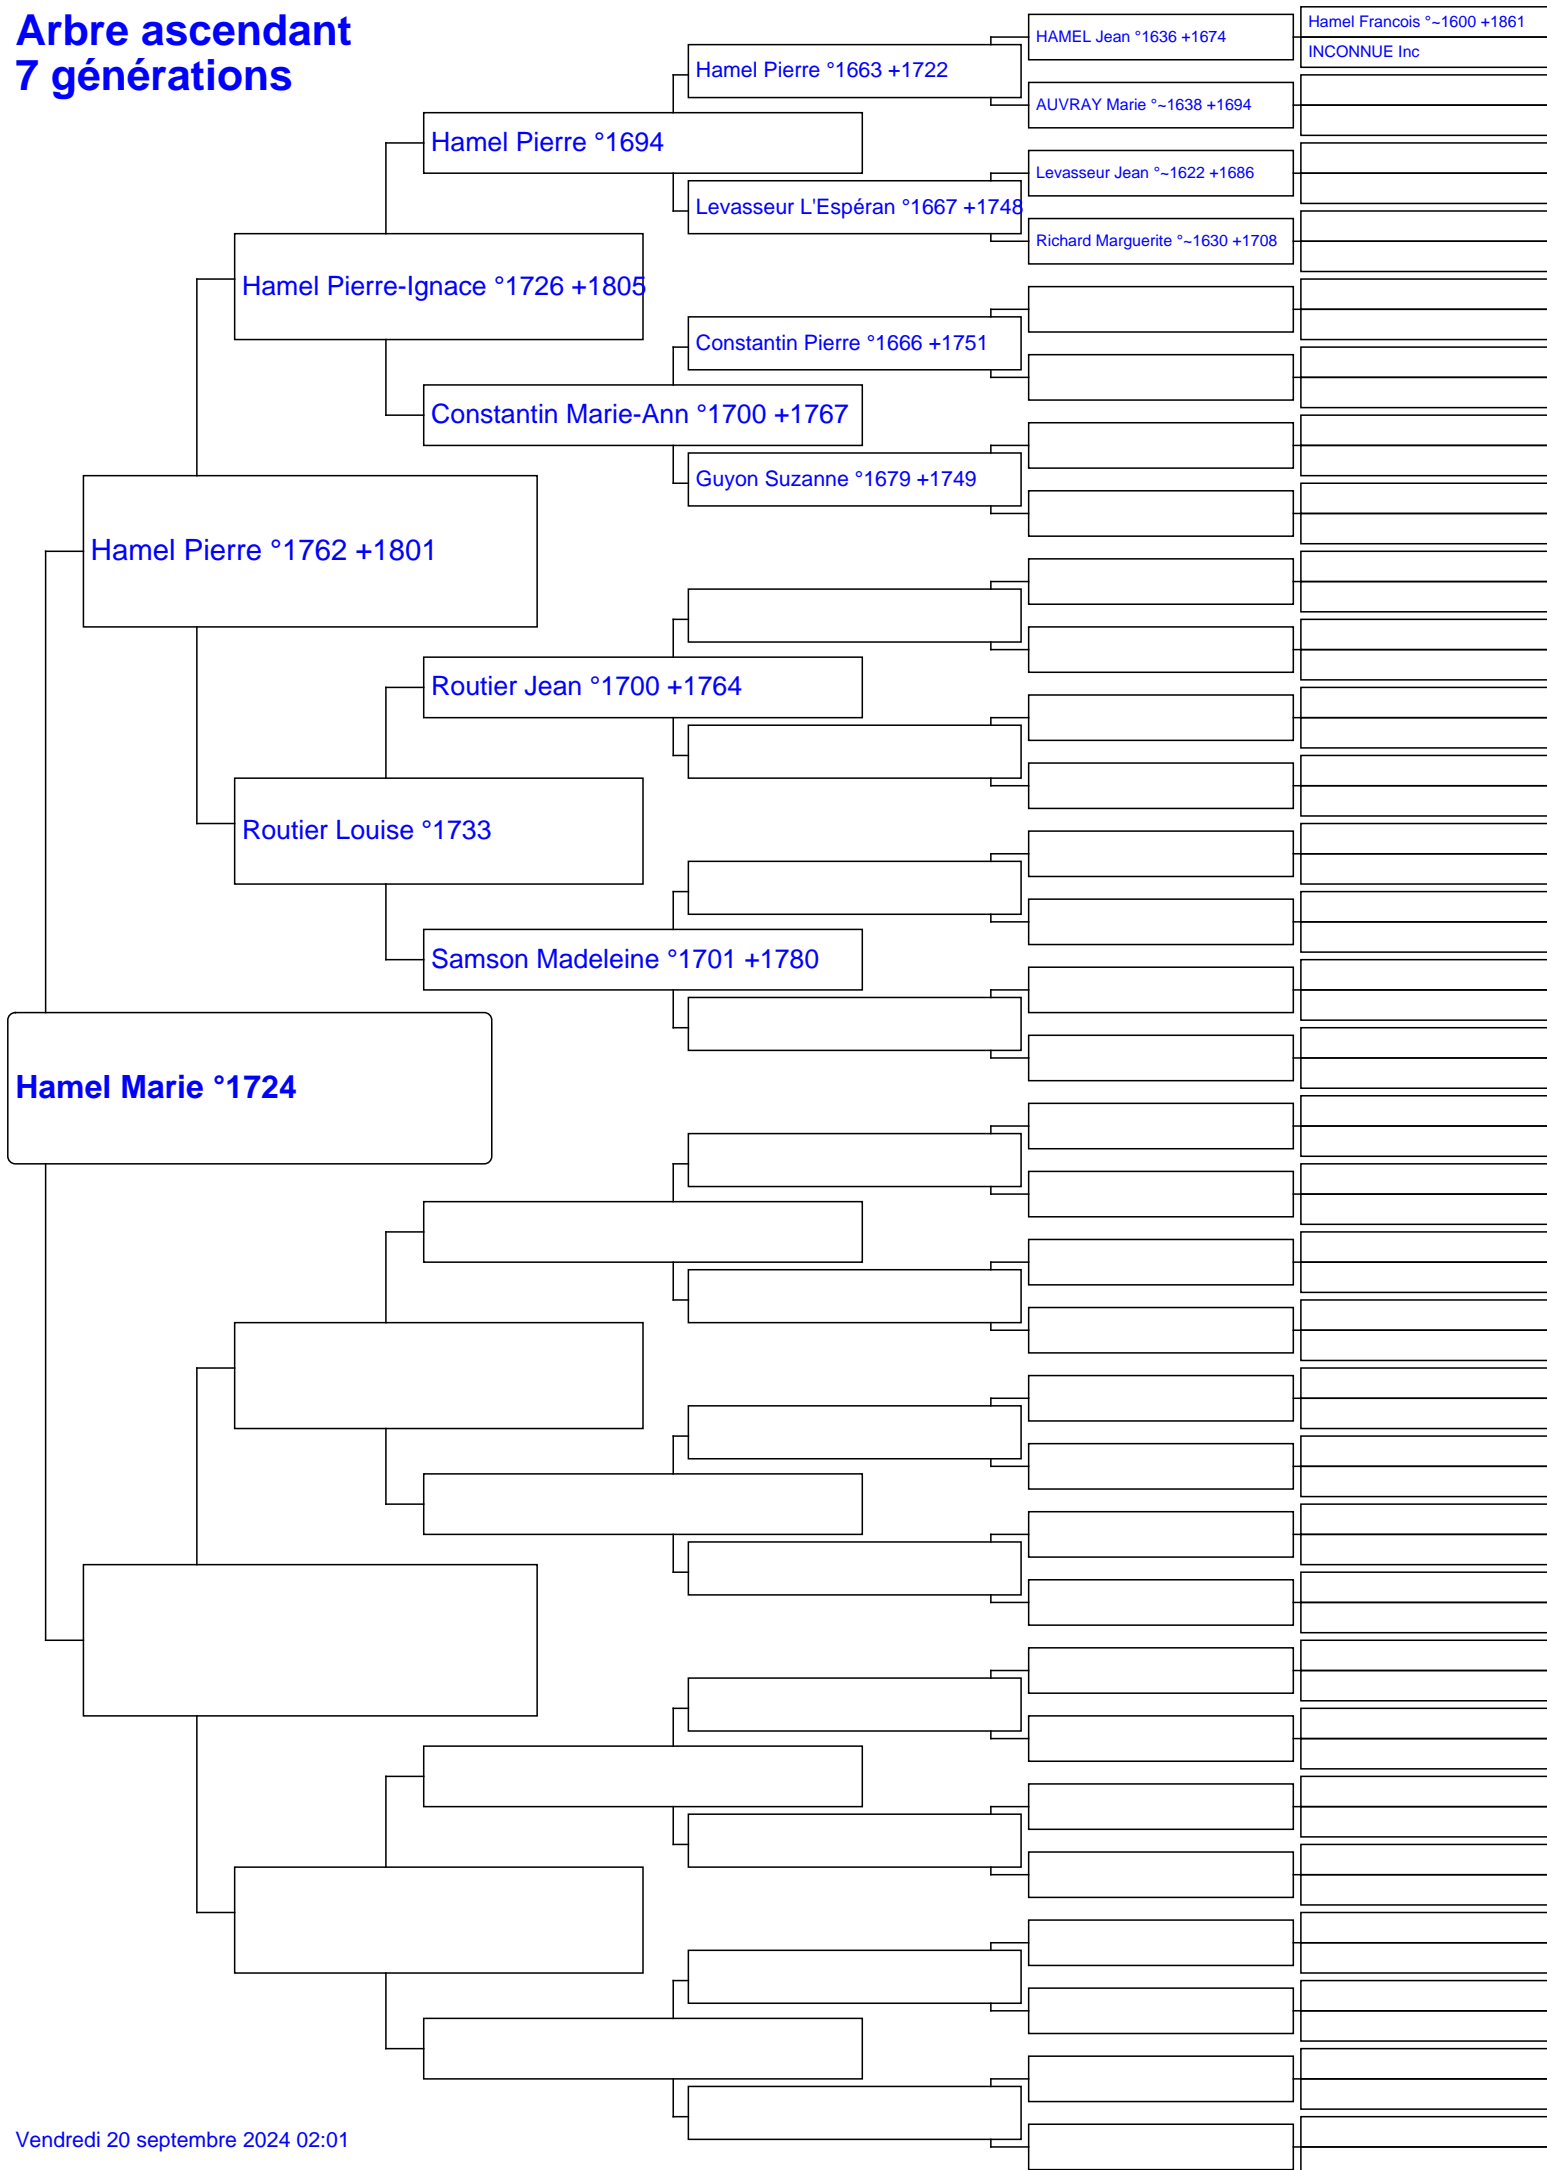 Arbre ascendant
7 générations
Hamel Francois °~1600 +1861
HAMEL Jean °1636 +1674
INCONNUE Inc
Hamel Pierre °1663 +1722
AUVRAY Marie °~1638 +1694
Hamel Pierre °1694
Levasseur Jean °~1622 +1686
Levasseur L'Espéran °1667 +1748
Richard Marguerite °~1630 +1708
Hamel Pierre-Ignace °1726 +1805
Constantin Pierre °1666 +1751
Constantin Marie-Ann °1700 +1767
Guyon Suzanne °1679 +1749
Hamel Pierre °1762 +1801
Routier Jean °1700 +1764
Routier Louise °1733
Samson Madeleine °1701 +1780
Hamel Marie °1724
Vendredi 20 septembre 2024 02:01